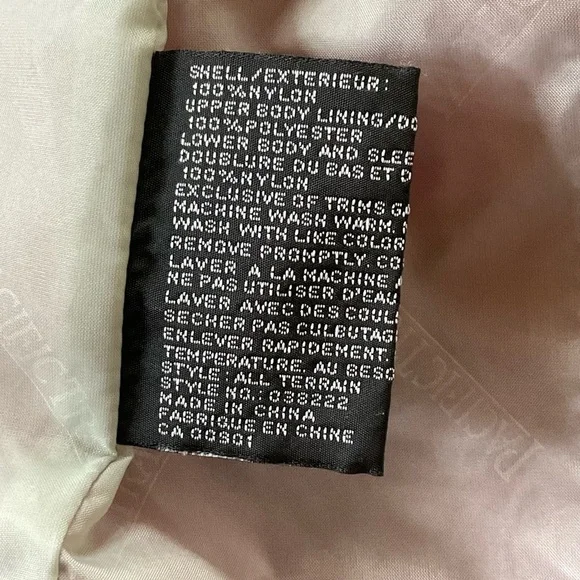 SHELL/EXTERIEUR:
100%NYLON
UPPER BODY LINING/DO
100%POLYESTER
LOWER BODY AND SLEE
DOUBLURE DU BAS ET D
100%NYLON
EXCLUSIVE OF TRIMS GA
MACHINE WASH WARM,
WASH WITH LIKE COLOR
REMOVE PROMPTLY. CO
LAVER A LA MACHINE A
NE PAS UTILISER D'EAU
LAVER AVEC DES COUL
SECHER PAS CULBUTAG
ENLEVER RAPIDEMENT.
TEMPERATURE AU BESO
STYLE: ALL TERRAIN
STYLE NO.: 038222
MADE IN CHINA
FABRIQUE EN CHINE
CA 00301